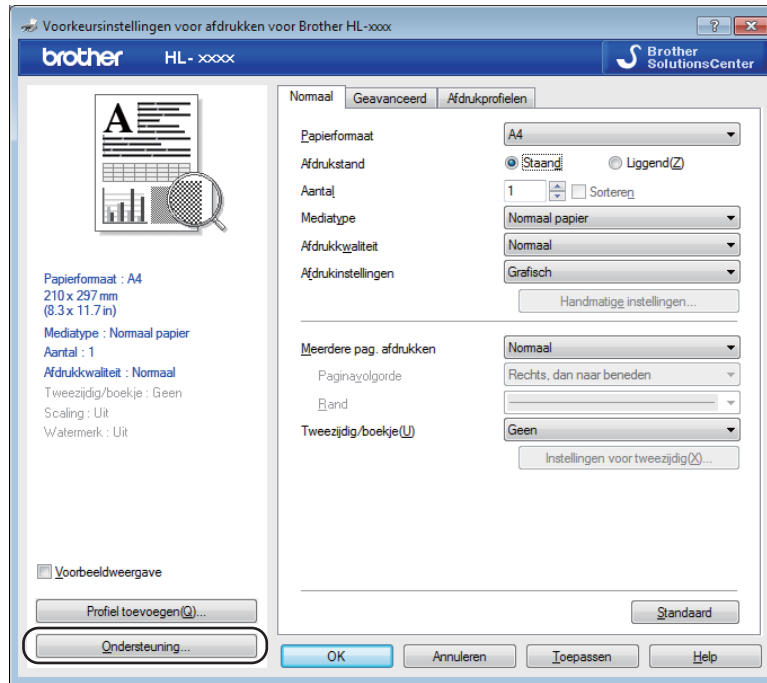 Voorkeursinstellingen voor afdrukken voor Brother HL-xxxx
?
brother HL- xxxx
Brother
SolutionsCenter
A
Papierformaat : A4
210 x 297 mm
(8.3 x 11.7 in)
Mediatype : Normaal papier
Aantal : 1
Afdrukkwaliteit : Normaal
Tweezijdig/boekje : Geen
Scaling : Uit
Watermerk : Uit
Voorbeeldweergave
Profiel toevoegen(Q)...
Ondersteuning...
Normaal Geavanceerd Afdrukprofielen
Papierformaat A4
Afdrukstand Staand Liggend(Z)
Aantal 1 Sorteren
Mediatype Normaal papier
Afdrukkwaliteit Normaal
Afdrukinstellingen Grafisch
Handmatige instellingen...
Meerdere pag. afdrukken Normaal
Paginavolgorde Rechts, dan naar beneden
Rand
Tweezijdig/boekje(U) Geen
Instellingen voor tweezijdig(X)...
Standaard
OK Annuleren Toepassen Help